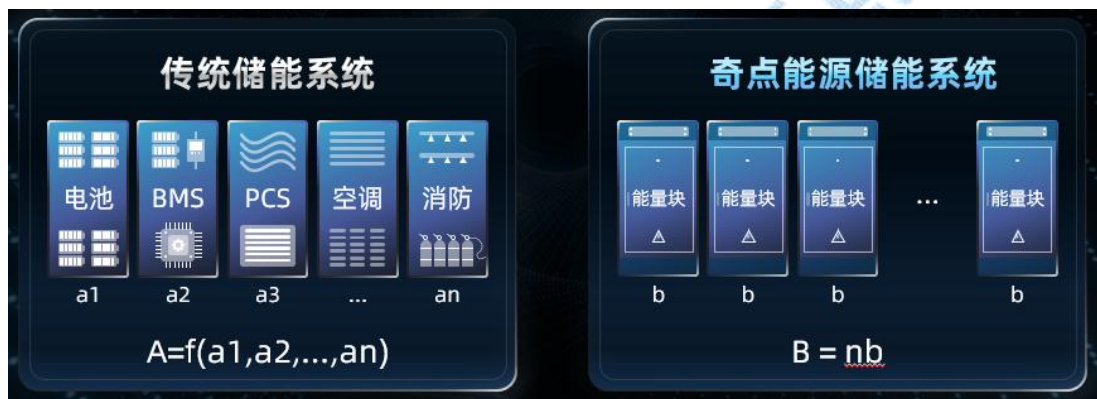 传统储能系统
电池 BMS PCS 空调 消防
a1 a2 a3 ... an
A=f(a1,a2,...,an)
奇点能源储能系统
能量块 能量块 能量块 ... 能量块
b b b b
B = nb